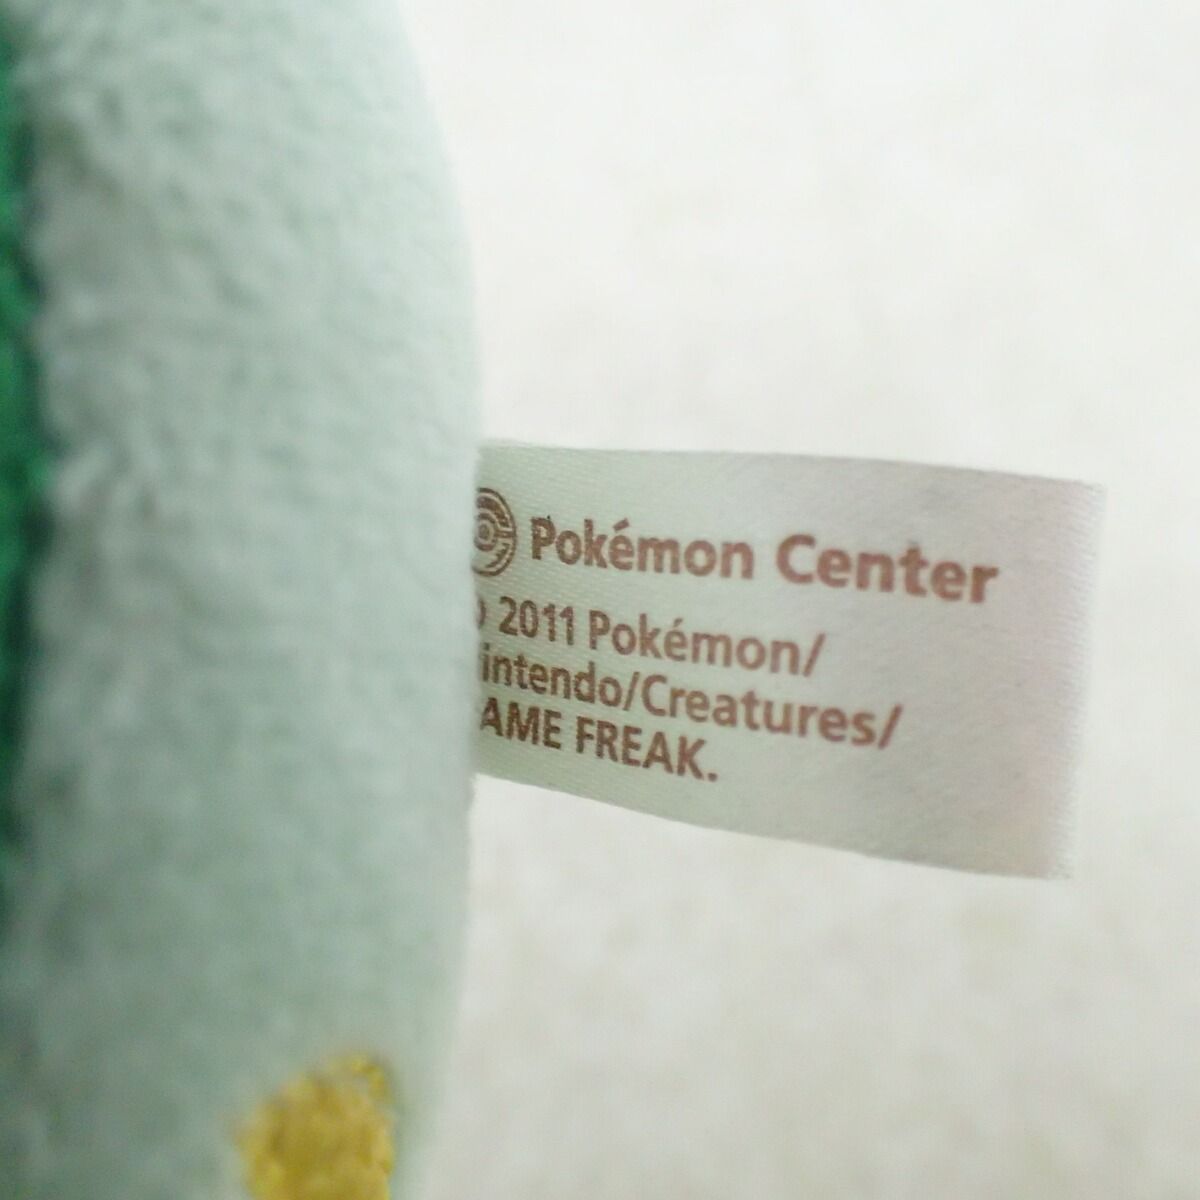 Pokémon Center
© 2011 Pokémon/
intendo/Creatures/
AME FREAK.